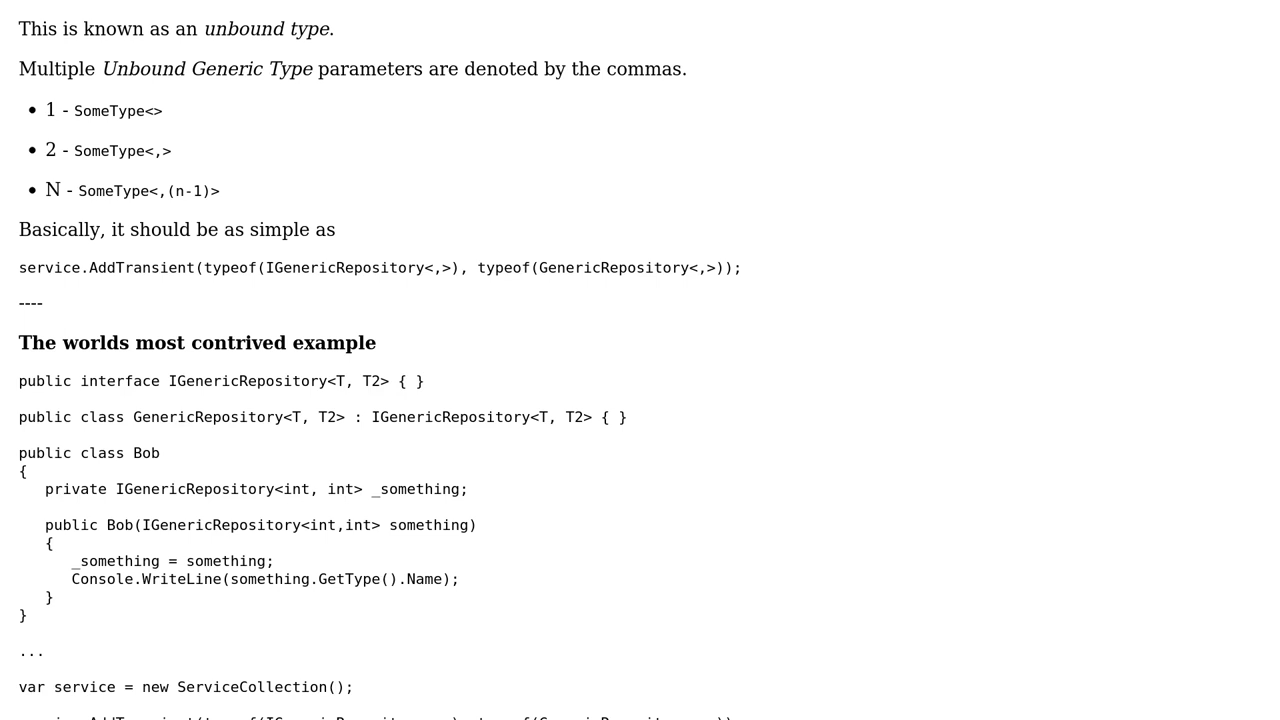 This is known as an unbound type.
Multiple Unbound Generic Type parameters are denoted by the commas.
• 1 - SomeType<>
• 2 - SomeType<,>
• N - SomeType<,(n-1)>
Basically, it should be as simple as
service.AddTransient(typeof(IGenericRepository<,>), typeof(GenericRepository<,>));
----
The worlds most contrived example
public interface IGenericRepository<T, T2> { }
public class GenericRepository<T, T2> : IGenericRepository<T, T2> { }
public class Bob
{
   private IGenericRepository<int, int> _something;
   public Bob(IGenericRepository<int,int> something)
   {
      _something = something;
      Console.WriteLine(something.GetType().Name);
   }
}
...
var service = new ServiceCollection();